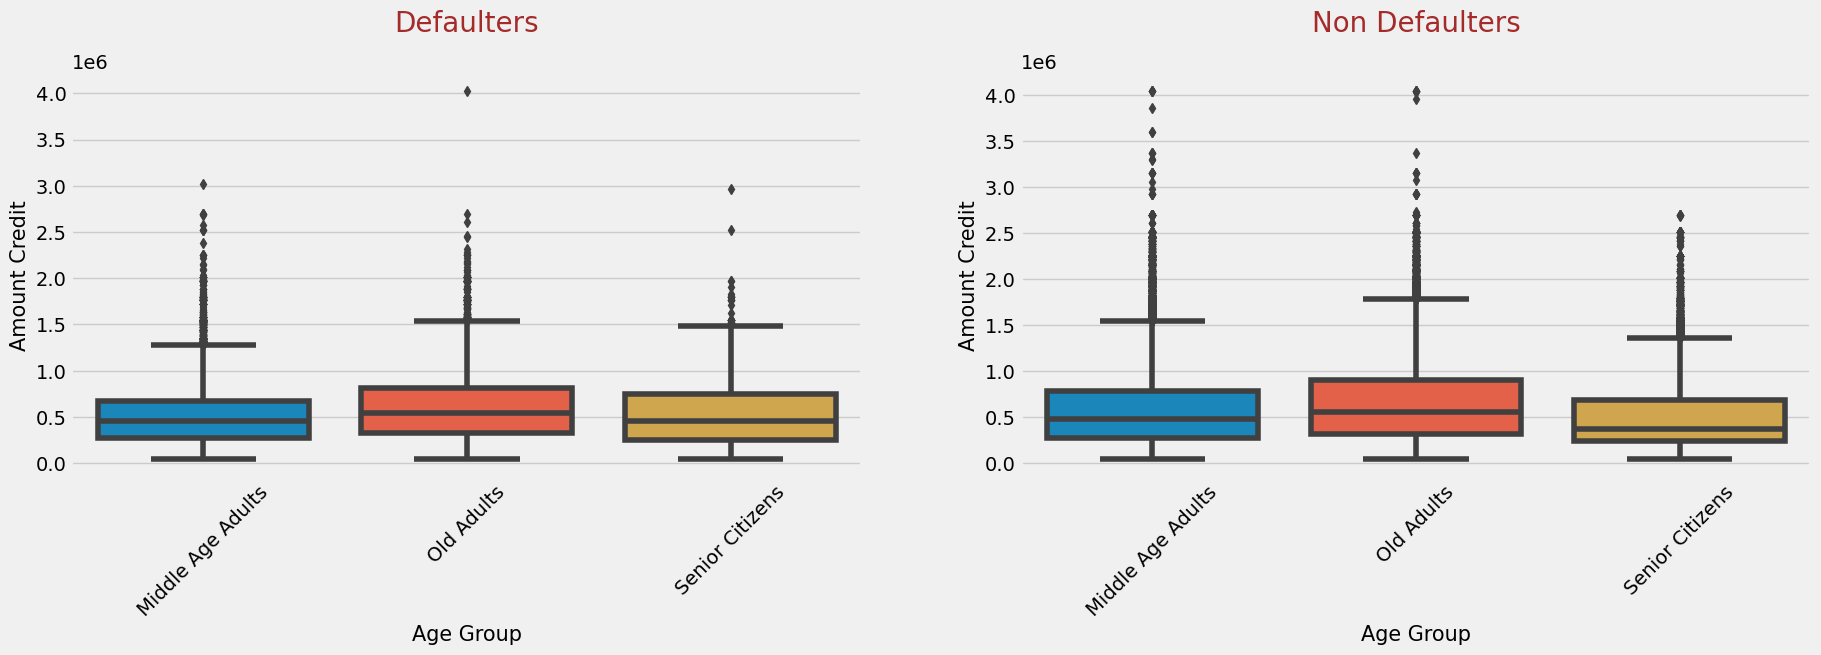 Defaulters
1e6
4.0
3.5
3.0
2.5
2.0
1.5
1.0
0.5
0.0
Amount Credit
Middle Age Adults
Old Adults
Senior Citizens
Age Group
Non Defaulters
1e6
4.0
3.5
3.0
2.5
2.0
1.5
1.0
0.5
0.0
Amount Credit
Middle Age Adults
Old Adults
Senior Citizens
Age Group